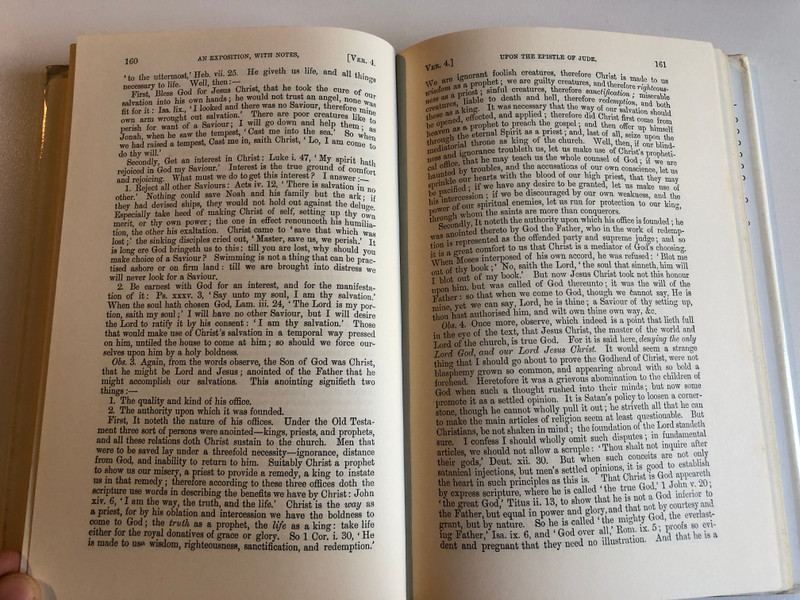 160
AN EXPOSITION, WITH NOTES,
[VER. 4.
'to the uttermost,' Heb. vii. 25. He giveth us life, and all things
necessary to life. Well, then:—
First, Bless God for Jesus Christ, that he took the cure of our
salvation into his own hands; he would not trust an angel, none was
fit for it: Isa. lix., 'I looked and there was no Saviour, therefore mine
own arm wrought out salvation.' There are poor creatures like to
perish for want of a Saviour; I will go down and help them; as
Jonah, when he saw the tempest, 'Cast me into the sea.' So when
we had raised a tempest, Cast me in, saith Christ, 'Lo, I am come to
do thy will.'
Secondly, Get an interest in Christ: Luke i. 47, 'My spirit hath
rejoiced in God my Saviour.' Interest is the true ground of comfort
and rejoicing. What must we do to get this interest? I answer:—
1. Reject all other Saviours: Acts iv. 12, 'There is salvation in no
other.' Nothing could save Noah and his family but the ark; if
they had devised ships, they would not hold out against the deluge.
Especially take heed of making Christ of self, setting up thy own
merit, or thy own power; the one in effect renounceth his humilia-
tion, the other his exaltation. Christ came to 'save that which was
lost;' the sinking disciples cried out, 'Master, save us, we perish.' It
is long ere God bringeth us to this: till you are lost, why should you
make choice of a Saviour? Swimming is not a thing that can be prac-
tised ashore or on firm land: till we are brought into distress we
will never look for a Saviour.
2. Be earnest with God for an interest, and for the manifesta-
tion of it: Ps. xxxv. 3, 'Say unto my soul, I am thy salvation.'
When the soul hath chosen God, Lam. iii. 24, 'The Lord is my por-
tion, saith my soul;' I will have no other Saviour, but I will desire
the Lord to ratify it by his consent: 'I am thy salvation.' Those
that would make use of Christ's salvation in a temporal way pressed
on him, untiled the house to come at him; so should we force our-
selves upon him by a holy boldness.
Obs. 3. Again, from the words observe, the Son of God was Christ,
that he might be Lord and Jesus; anointed of the Father that he
might accomplish our salvations. This anointing signifieth two
things:—
1. The quality and kind of his office.
2. The authority upon which it was founded.
First, It noteth the nature of his offices. Under the Old Testa-
ment three sort of persons were anointed—kings, priests, and prophets,
and all these relations doth Christ sustain to the church. Men that
were to be saved lay under a threefold necessity—ignorance, distance
from God, and inability to return to him. Suitably Christ a prophet
to show us our misery, a priest to provide a remedy, a king to instate
us in that remedy; therefore according to these three offices doth the
scripture use words in describing the benefits we have by Christ: John
xiv. 6, 'I am the way, the truth, and the life.' Christ is the way as
a priest, for by his oblation and intercession we have the boldness to
come to God; the truth as a prophet, the life as a king: take life
either for the royal donatives of grace or glory. So 1 Cor. i. 30, 'He
is made to us wisdom, righteousness, sanctification, and redemption.'
VER. 4.]
UPON THE EPISTLE OF JUDE.
161
We are ignorant foolish creatures, therefore Christ is made to us
wisdom as a prophet; we are guilty creatures, and therefore righteous-
ness as a priest; sinful creatures, therefore sanctification; miserable
creatures, liable to death and hell, therefore redemption, and both
these as a king. It was necessary that the way of our salvation should
be opened, effected, and applied; therefore did Christ first come from
heaven as a prophet to preach the gospel; and then offer up himself
through the eternal Spirit as a priest; and, last of all, seize upon the
mediatorial throne as king of the church. Well, then, if our blind-
ness and ignorance troubleth us, let us make use of Christ's propheti-
cal office, that he may teach us the whole counsel of God; if we are
haunted by troubles, and the accusations of our own conscience, let us
sprinkle our hearts with the blood of our high priest, that they may
be pacified; if we have any desire to be granted, let us make use of
his intercession; if we be discouraged by our own weakness, and the
power of our spiritual enemies, let us run for protection to our king,
through whom the saints are more than conquerors.
Secondly, It noteth the authority upon which his office is founded; he
was anointed thereto by God the Father, who in the work of redemp-
tion is represented as the offended party and supreme judge; and so
it is a great comfort to us that Christ is a mediator of God's choosing.
When Moses interposed of his own accord, he was refused: 'Blot me
out of thy book;' 'No, saith the Lord, 'the soul that sinneth, him will
I blot out of my book.' But now Jesus Christ took not this honour
upon him, but was called of God thereunto; it was the will of the
Father: so that when we come to God, though we cannot say, He is
mine, yet we can say, Lord, he is thine; a Saviour of thy setting up,
thou hast authorised him, and wilt own thine own way, &c.
Obs. 4. Once more, observe, which indeed is a point that lieth full
in the eye of the text, that Jesus Christ, the master of the world and
Lord of the church, is true God. For it is said here, denying the only
Lord God, and our Lord Jesus Christ. It would seem a strange
thing that I should go about to prove the Godhead of Christ, were not
blasphemy grown so common, and appearing abroad with so bold a
forehead. Heretofore it was a grievous abomination to the children of
God when such a thought rushed into their minds; but now some
promote it as a settled opinion. It is Satan's policy to loosen a corner-
stone, though he cannot wholly pull it out; he striveth all that he can
to make the main articles of religion seem at least questionable. But
Christians, be not shaken in mind; the foundation of the Lord standeth
sure. I confess I should wholly omit such disputes; in fundamental
articles, we should not allow a scruple: 'Thou shalt not inquire after
their gods,' Deut. xii. 30. But when such conceits are not only
satanical injections, but men's settled opinions, it is good to establish
the heart in such principles as this is. That Christ is God appeareth
by express scripture, where he is called 'the true God,' 1 John v. 20;
'the great God,' Titus ii. 13, to show that he is not a God inferior to
the Father, but equal in power and glory, and that not by courtesy and
grant, but by nature. So he is called 'the mighty God, the everlast-
ing Father,' Isa. ix. 6, and 'God over all,' Rom. ix. 5; proofs so evi-
dent and pregnant that they need no illustration. And that he is a